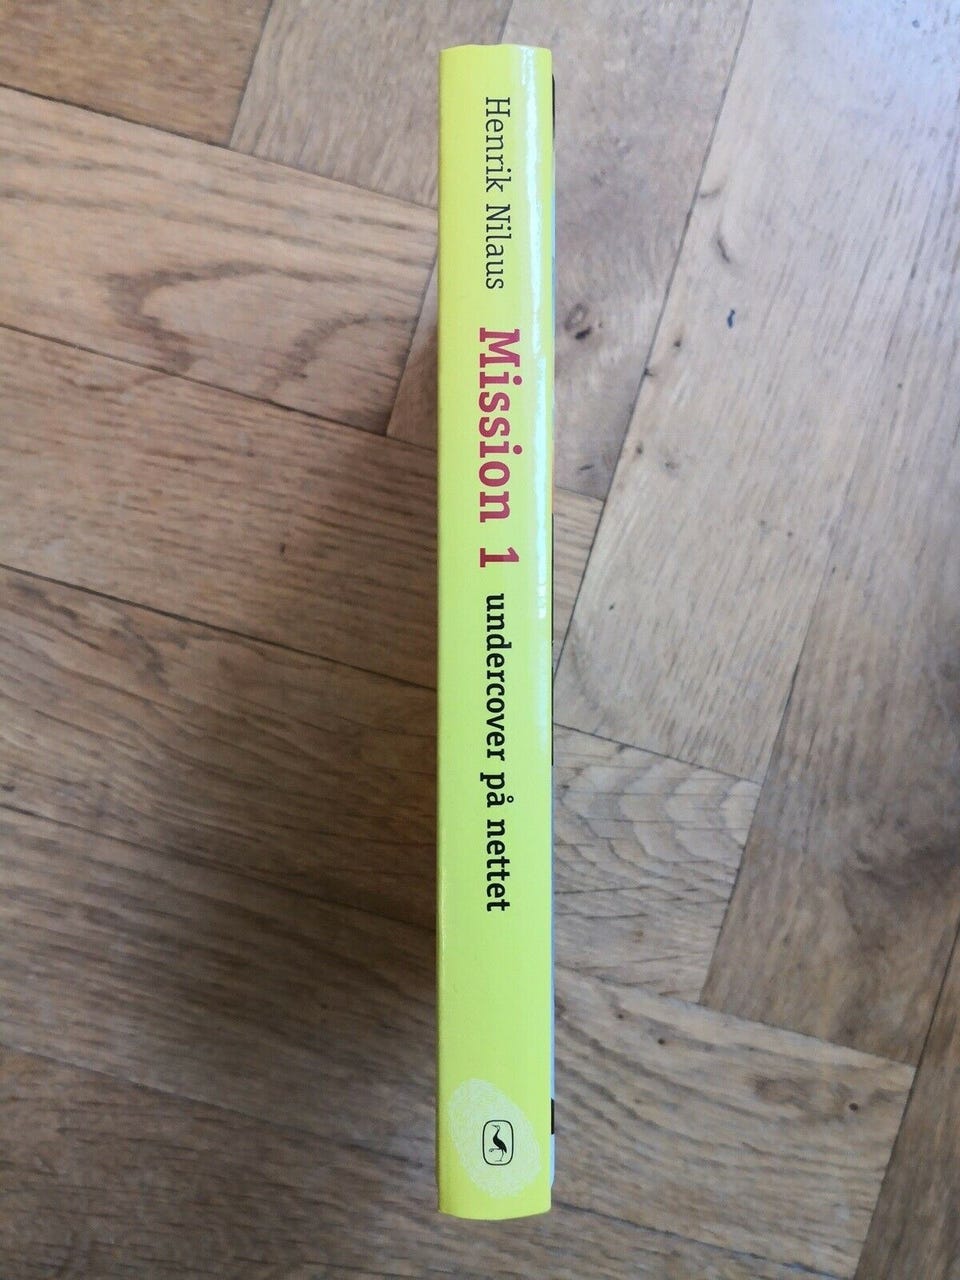 Henrik Nilaus Mission 1 undercover på nettet